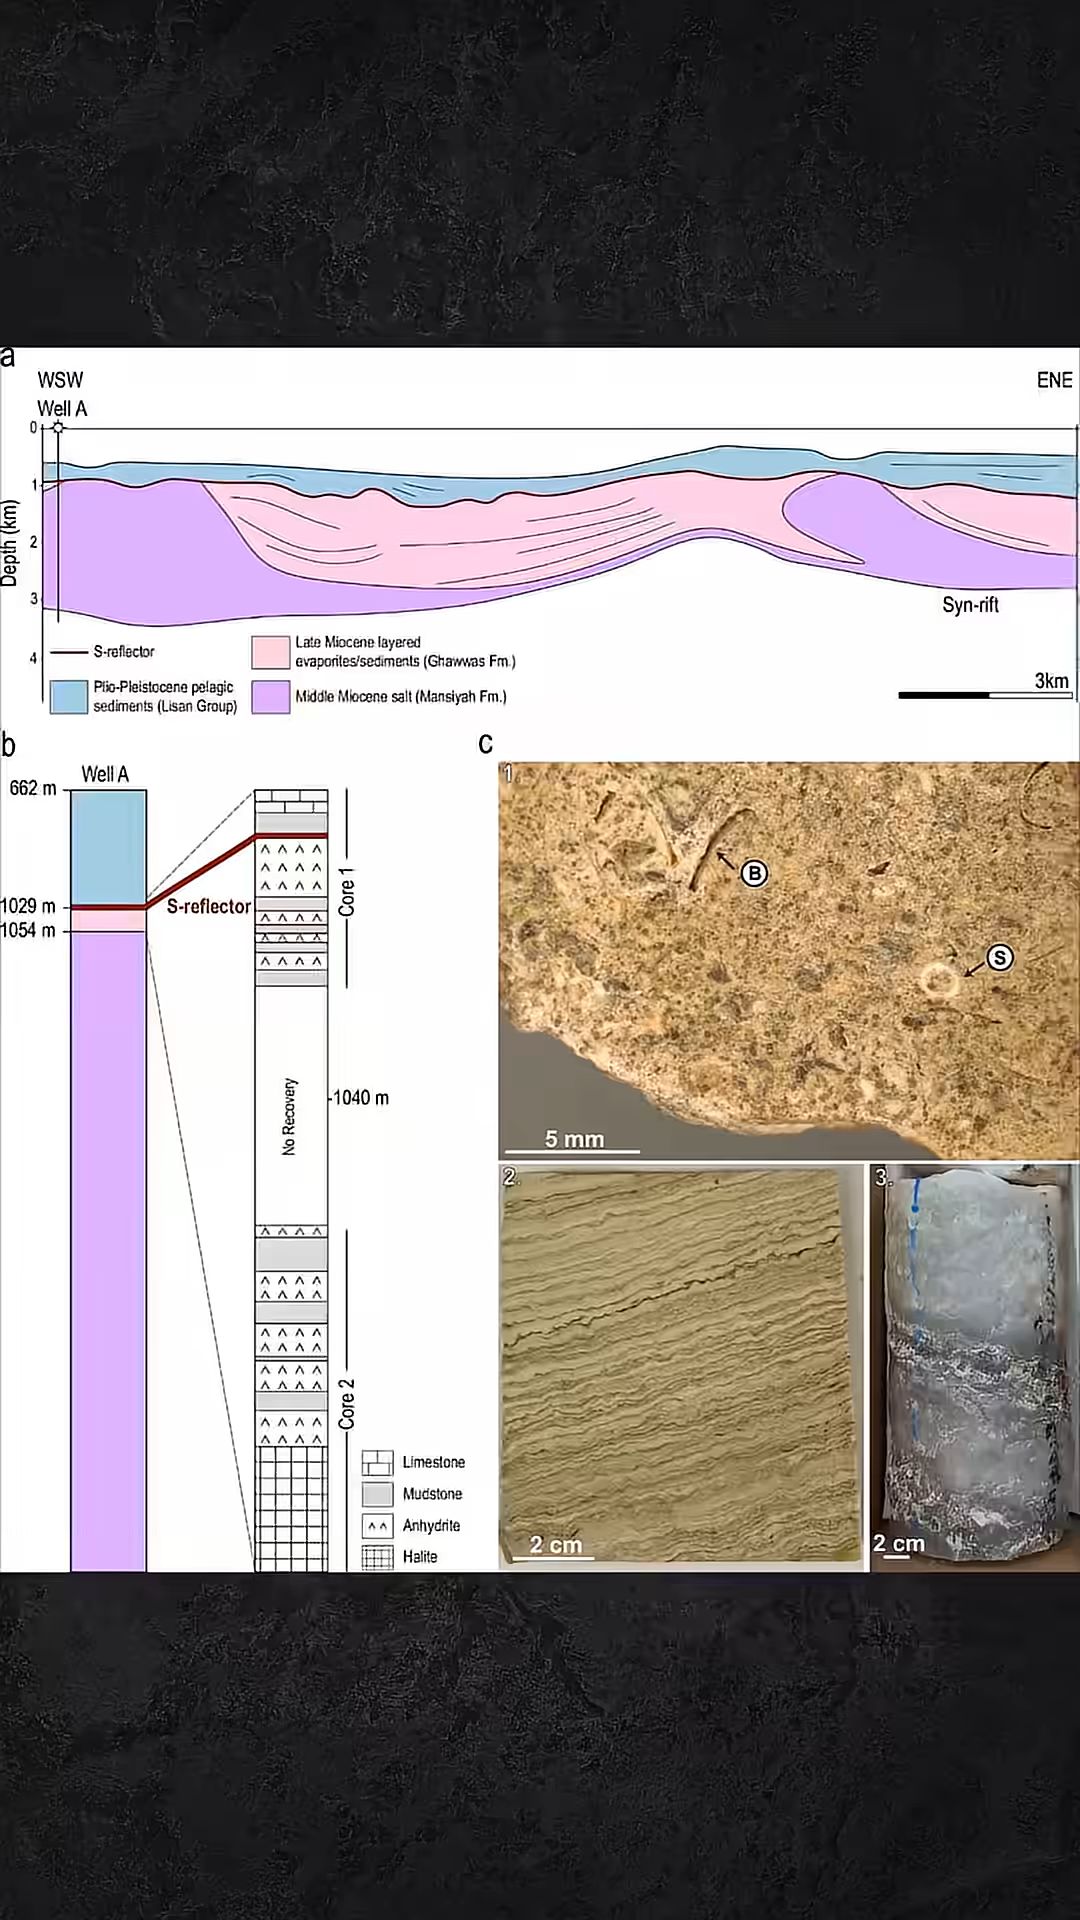 a
WSW
ENE
Well A
0
1
2
3
4
Depth (km)
Syn-rift
S-reflector
Late Miocene layered
evaporites/sediments (Ghawwas Fm.)
Plio-Pleistocene pelagic
sediments (Lisan Group)
Middle Miocene salt (Mansiyah Fm.)
3km
b
Well A
662 m
1029 m
1054 m
S-reflector
Core 1
No Recovery
1040 m
Core 2
Limestone
Mudstone
Anhydrite
Halite
c
1.
B
S
5 mm
2.
2 cm
3.
2 cm